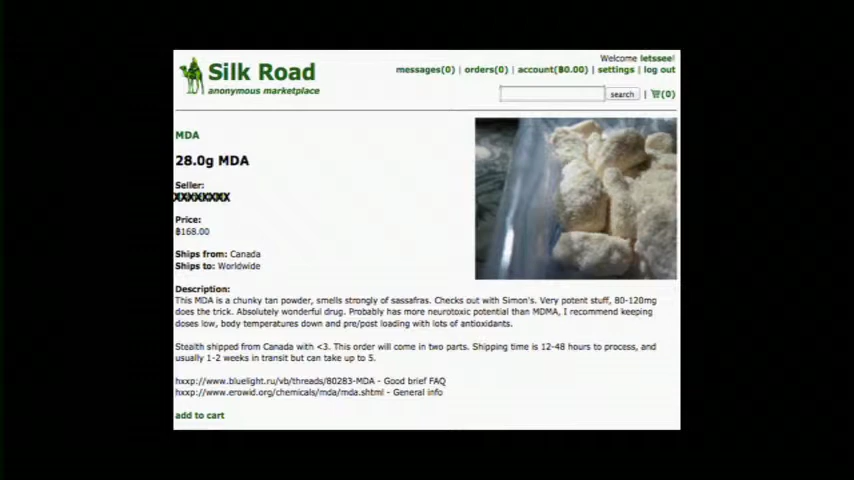 Welcome letssee!
Silk Road
messages(0) | orders(0) | account(฿0.00) | settings | log out
anonymous marketplace
search | (0)
MDA
28.0g MDA
Seller:
XXXXXXXX
Price:
฿168.00
Ships from: Canada
Ships to: Worldwide
Description:
This MDA is a chunky tan powder, smells strongly of sassafras. Checks out with Simon's. Very potent stuff, 80-120mg
does the trick. Absolutely wonderful drug. Probably has more neurotoxic potential than MDMA, I recommend keeping
doses low, body temperatures down and pre/post loading with lots of antioxidants.
Stealth shipped from Canada with <3. This order will come in two parts. Shipping time is 12-48 hours to process, and
usually 1-2 weeks in transit but can take up to 5.
hxxp://www.bluelight.ru/vb/threads/80283-MDA - Good brief FAQ
hxxp://www.erowid.org/chemicals/mda/mda.shtml - General info
add to cart